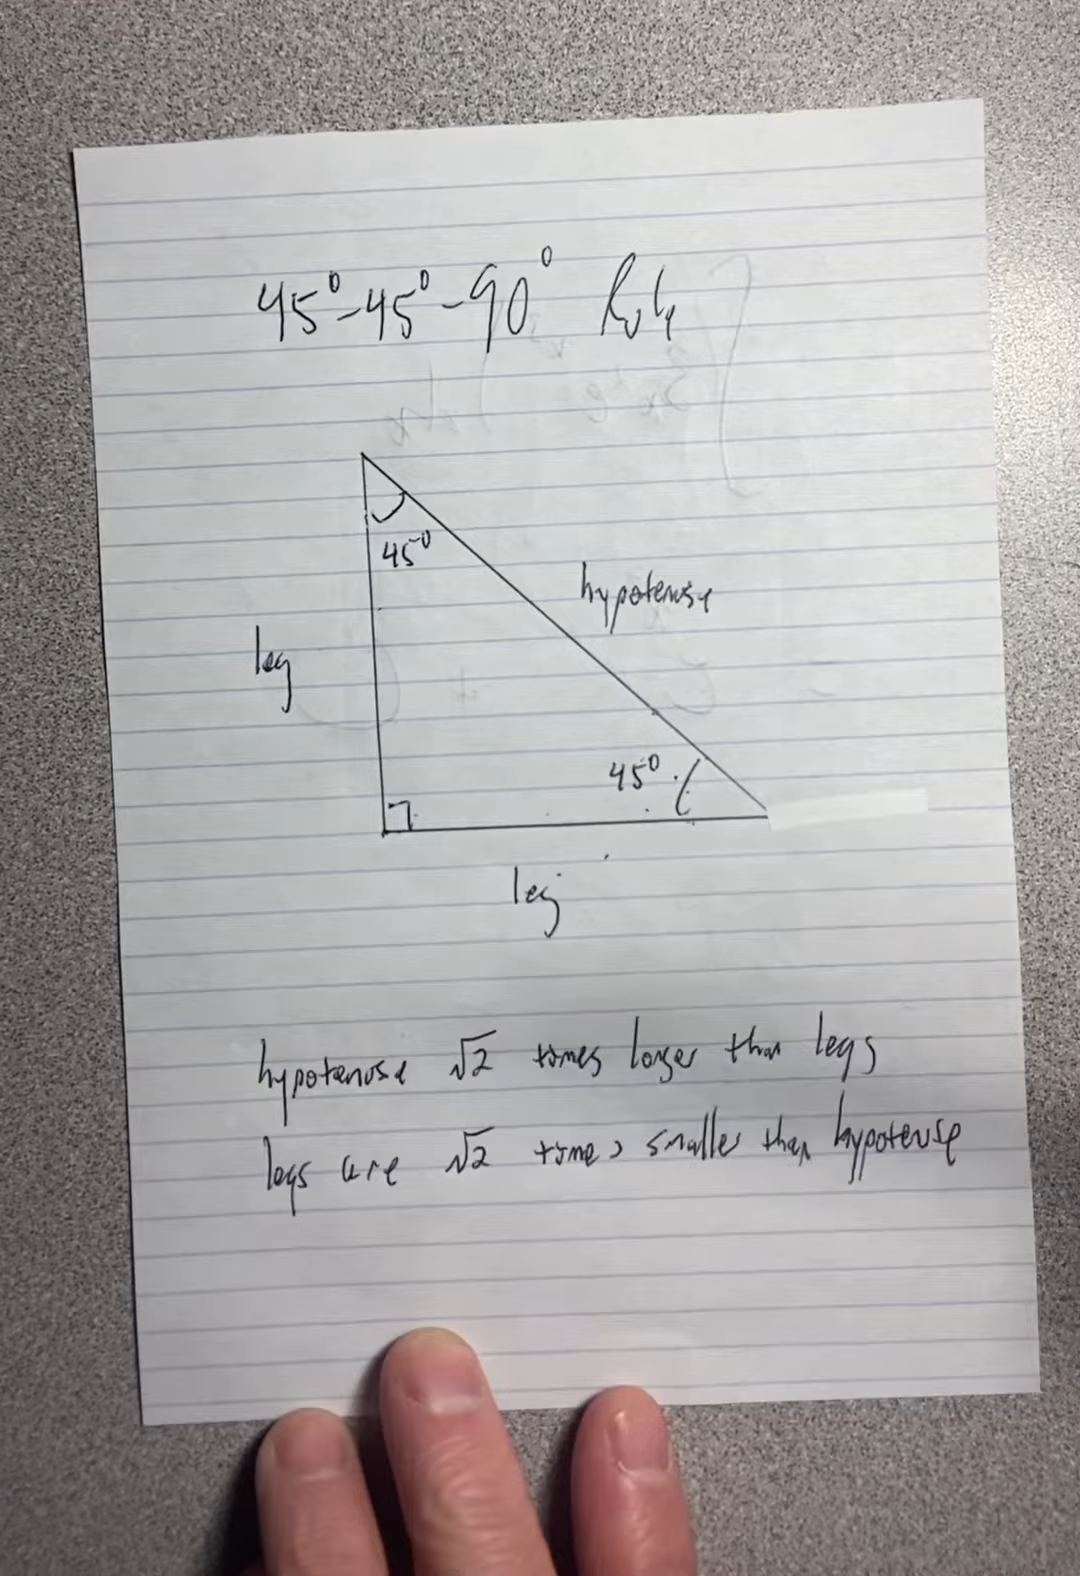 45°-45°-90° Rule
45°
hypotenuse
leg
45°
leg
hypotenuse √2 times longer than legs
legs are √2 times smaller than hypotenuse